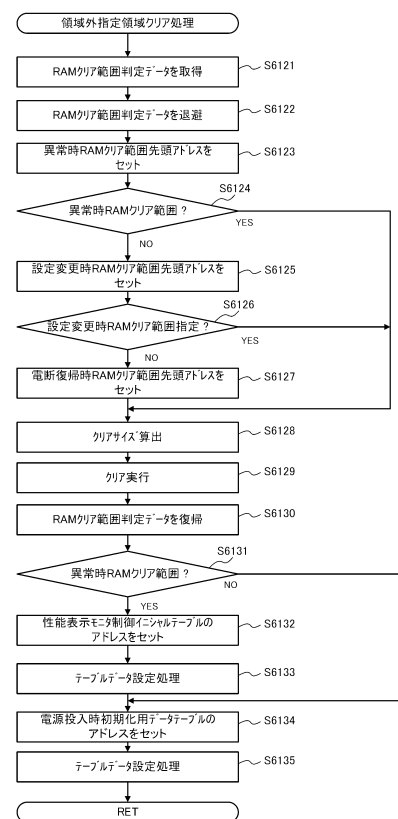 領域外指定領域クリア処理
RAMクリア範囲判定データを取得
S6121
RAMクリア範囲判定データを退避
S6122
異常時RAMクリア範囲先頭アドレスを
セット
S6123
異常時RAMクリア範囲？
S6124
YES
NO
設定変更時RAMクリア範囲先頭アドレスを
セット
S6125
設定変更時RAMクリア範囲指定？
S6126
YES
NO
電断復帰時RAMクリア範囲先頭アドレスを
セット
S6127
クリアサイズ算出
S6128
クリア実行
S6129
RAMクリア範囲判定データを復帰
S6130
異常時RAMクリア範囲？
S6131
NO
YES
性能表示モニタ制御イニシャルテーブルの
アドレスをセット
S6132
テーブルデータ設定処理
S6133
電源投入時初期化用データテーブルの
アドレスをセット
S6134
テーブルデータ設定処理
S6135
RET